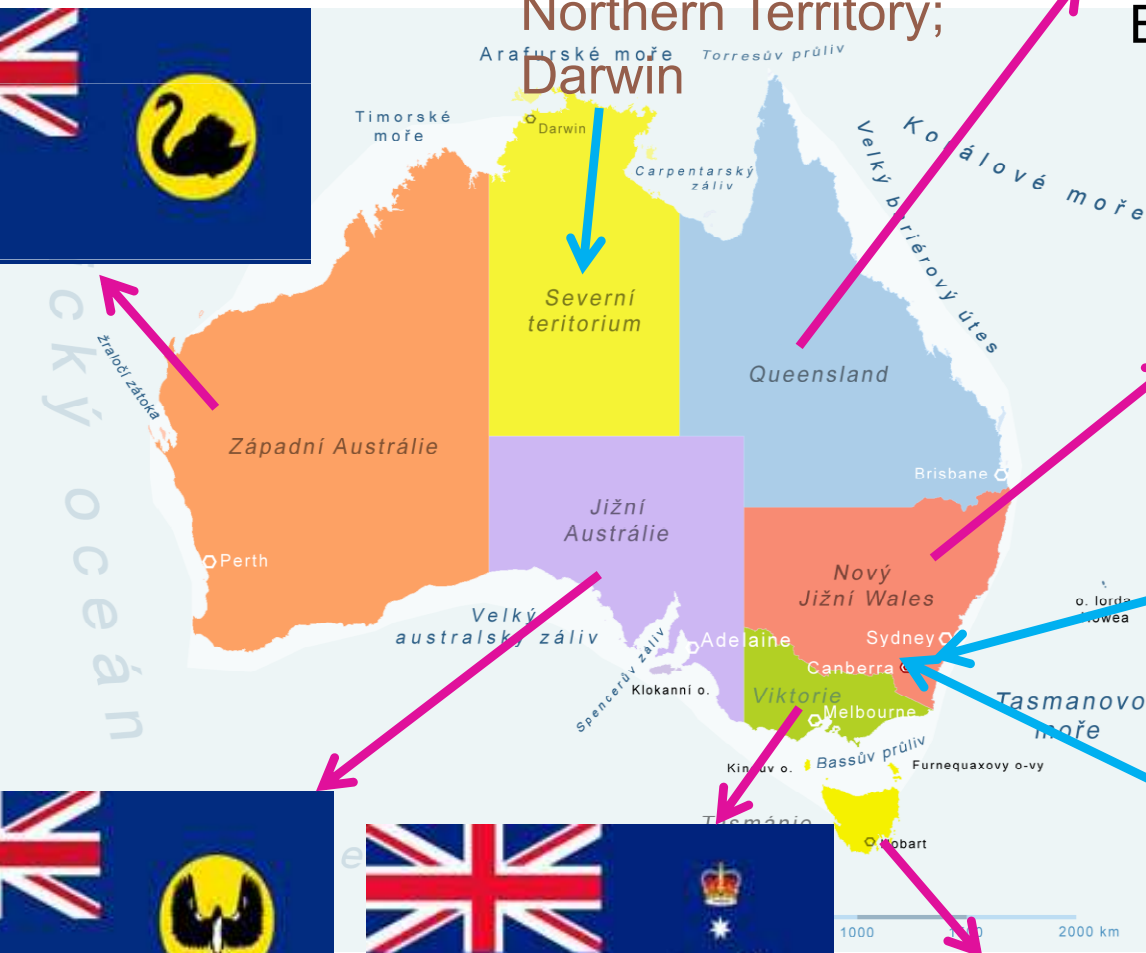 Northern Territory;
Darwin
Arafurské moře
Torresův průliv
Timorské
moře
Darwin
Carpentarský
záliv
Velký bariérový útes
Korálové moře
Severní
teritorium
Queensland
žraločí zátoka
Západní Austrálie
Brisbane
Jižní
Austrálie
Perth
oceán
Nový
Jižní Wales
Velký
australský záliv
Spencerův záliv
Adelaine
Sydney
Canberra
Klokanní o.
Viktorie
Melbourne
Tasmanovo
moře
Bassův průliv
Furnequaxovy o-vy
Tasmánie
Hobart
1000
2000 km